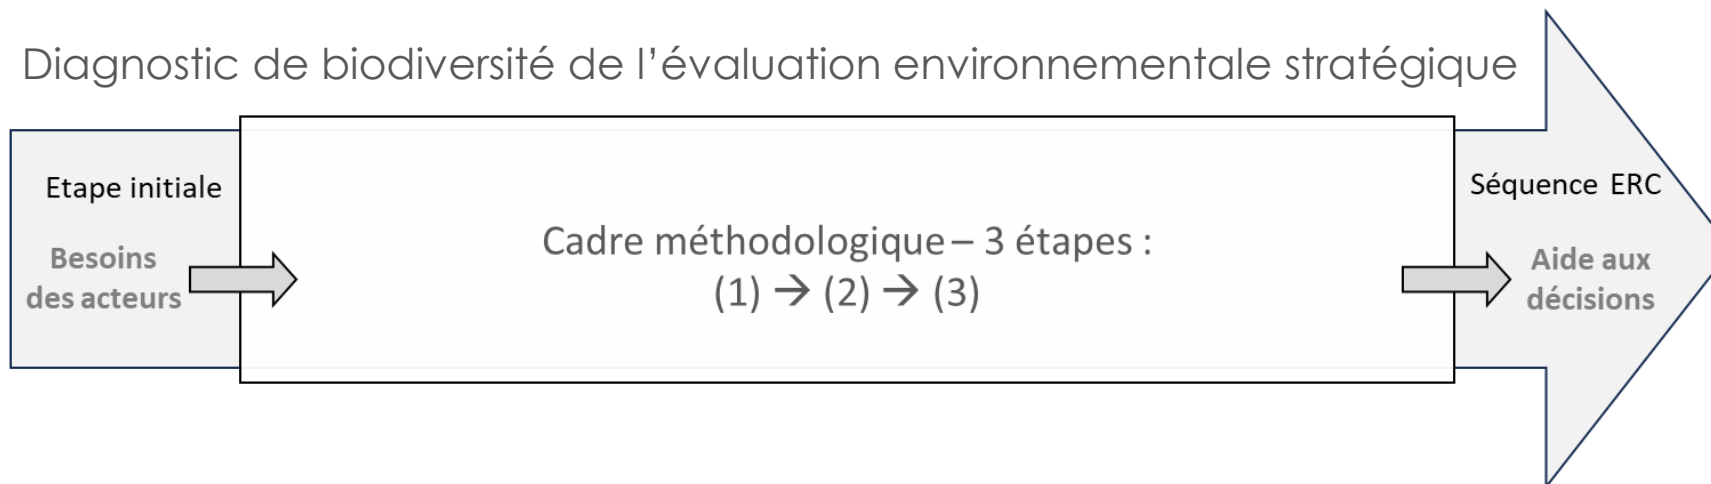 Diagnostic de biodiversité de l’évaluation environnementale stratégique
Etape initiale
Besoins
des acteurs
Cadre méthodologique – 3 étapes :
(1) → (2) → (3)
Séquence ERC
Aide aux
décisions